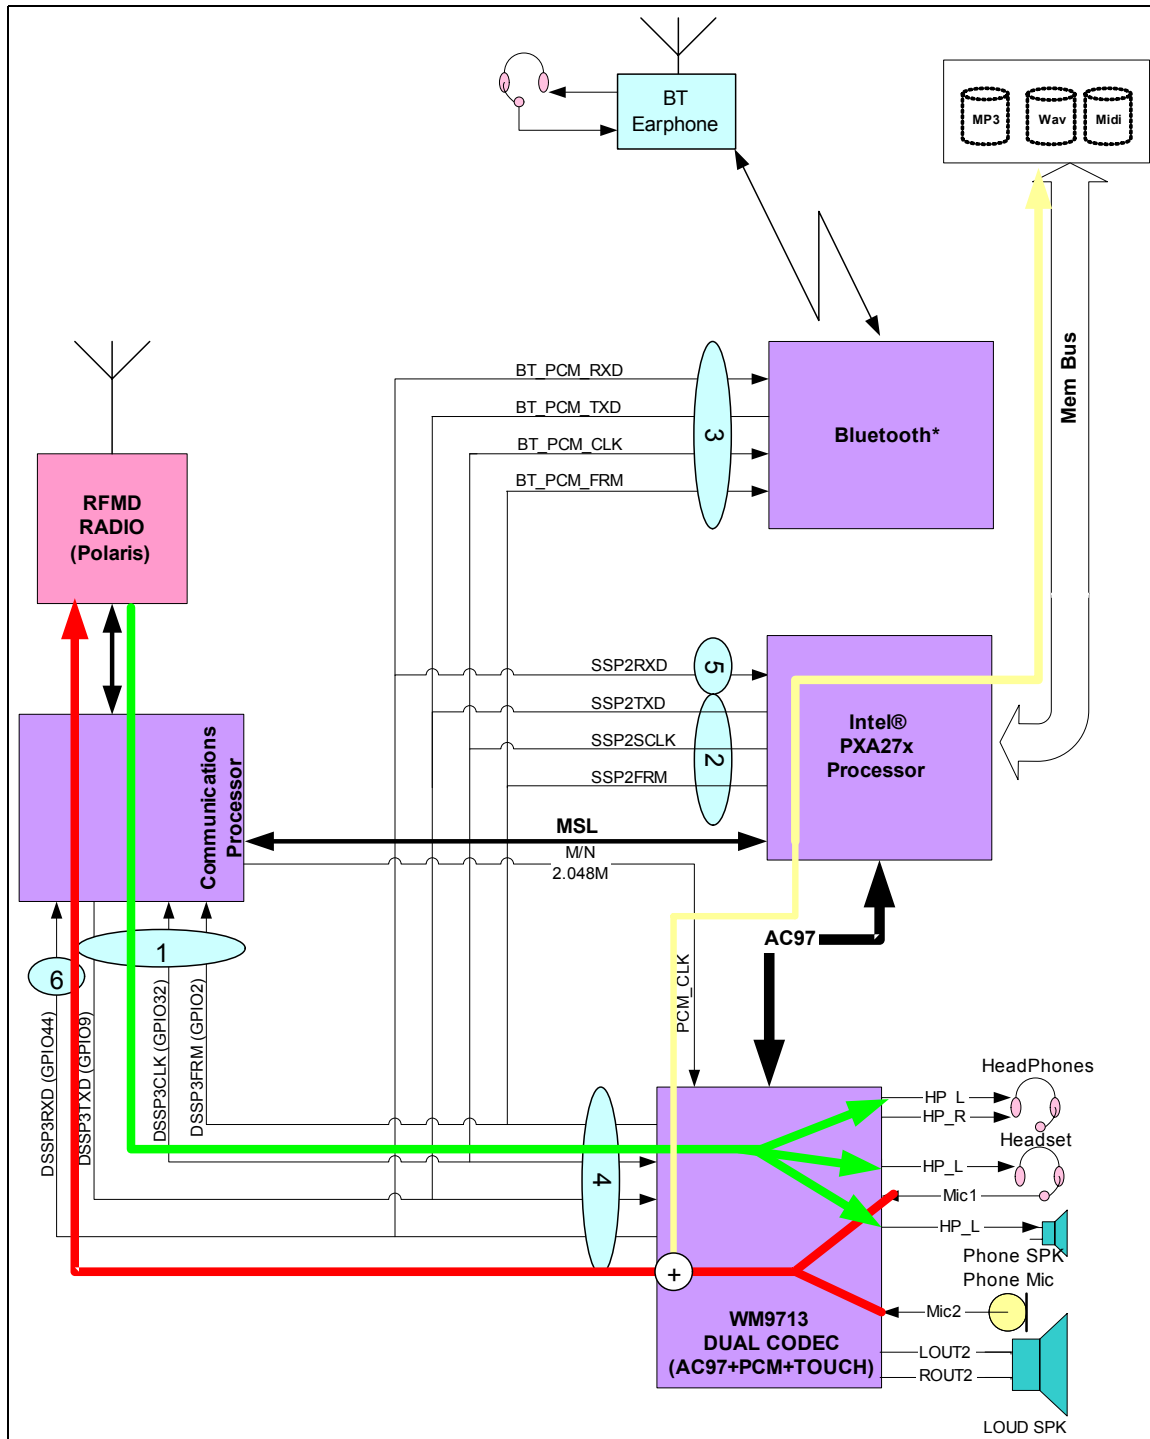 BT
Earphone
MP3
Wav
Midi
Mem Bus
BT_PCM_RXD
BT_PCM_TXD
BT_PCM_CLK
BT_PCM_FRM
3
Bluetooth*
RFMD
RADIO
(Polaris)
SSP2RXD
SSP2TXD
SSP2SCLK
SSP2FRM
5
2
Intel®
PXA27x
Processor
Communications
Processor
MSL
M/N
2.048M
AC97
PCM_CLK
1
6
DSSP3RXD (GPIO44)
DSSP3TXD (GPIO9)
DSSP3CLK (GPIO32)
DSSP3FRM (GPIO2)
4
HeadPhones
HP_L
HP_R
Headset
HP_L
Mic1
HP_L
Phone SPK
Phone Mic
Mic2
+
WM9713
DUAL CODEC
(AC97+PCM+TOUCH)
LOUT2
ROUT2
LOUD SPK